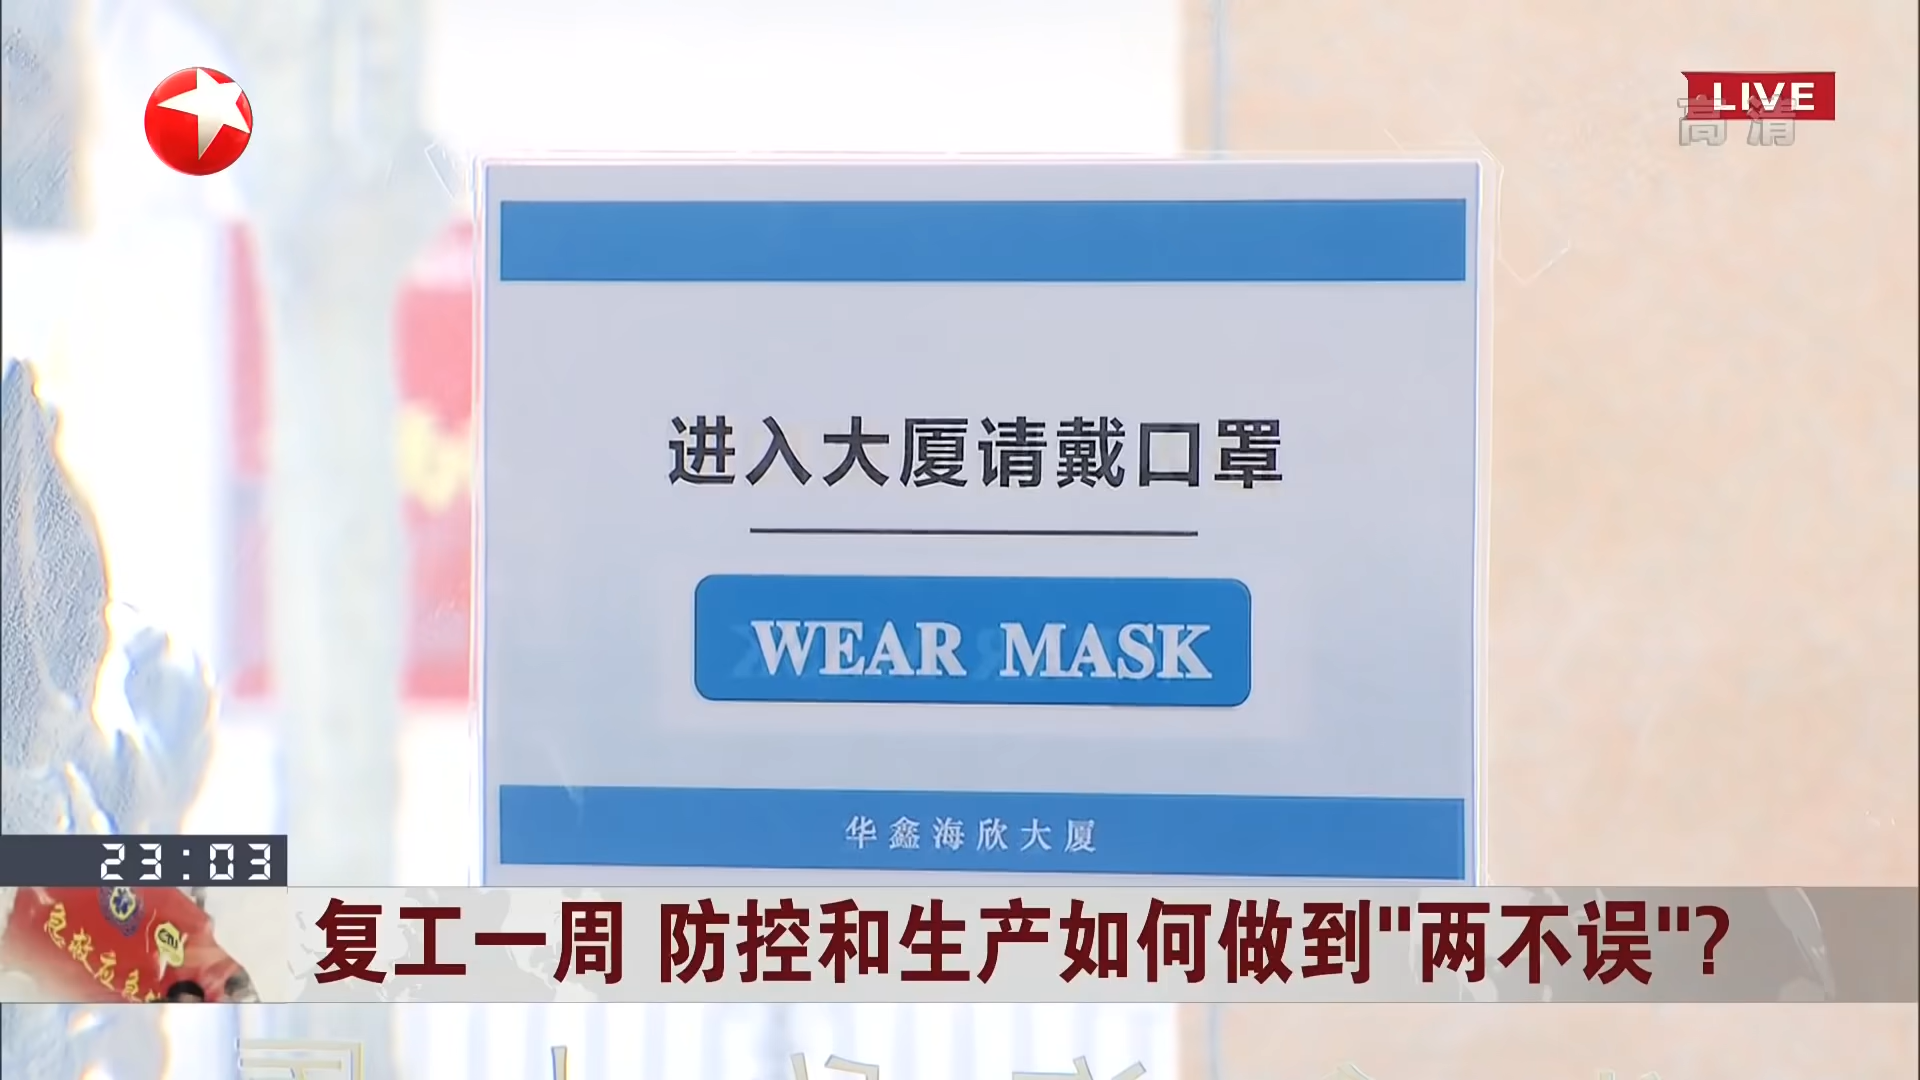 LIVE
高清
进入大厦请戴口罩
WEAR MASK
华鑫海欣大厦
23:03
复工一周 防控和生产如何做到"两不误"?